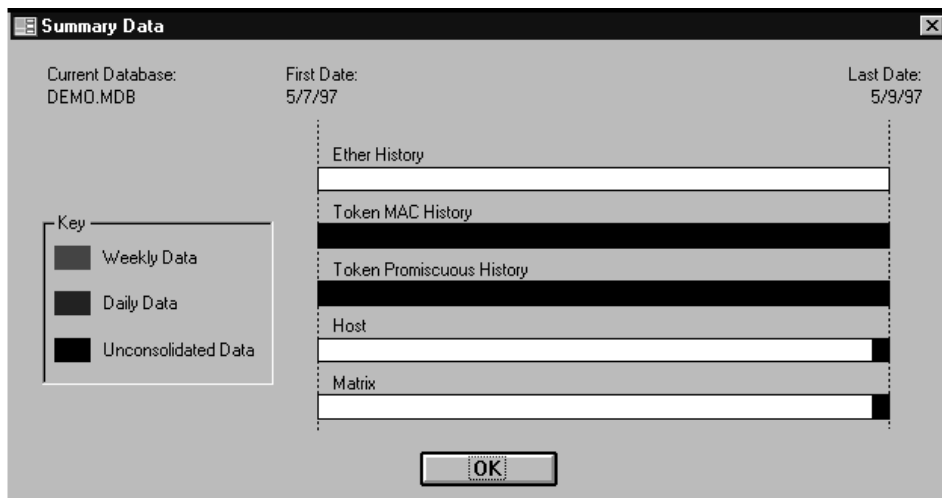 Summary Data
Current Database:
DEMO.MDB
First Date:
5/7/97
Last Date:
5/9/97
Ether History
Token MAC History
Token Promiscuous History
Host
Matrix
Key
Weekly Data
Daily Data
Unconsolidated Data
OK